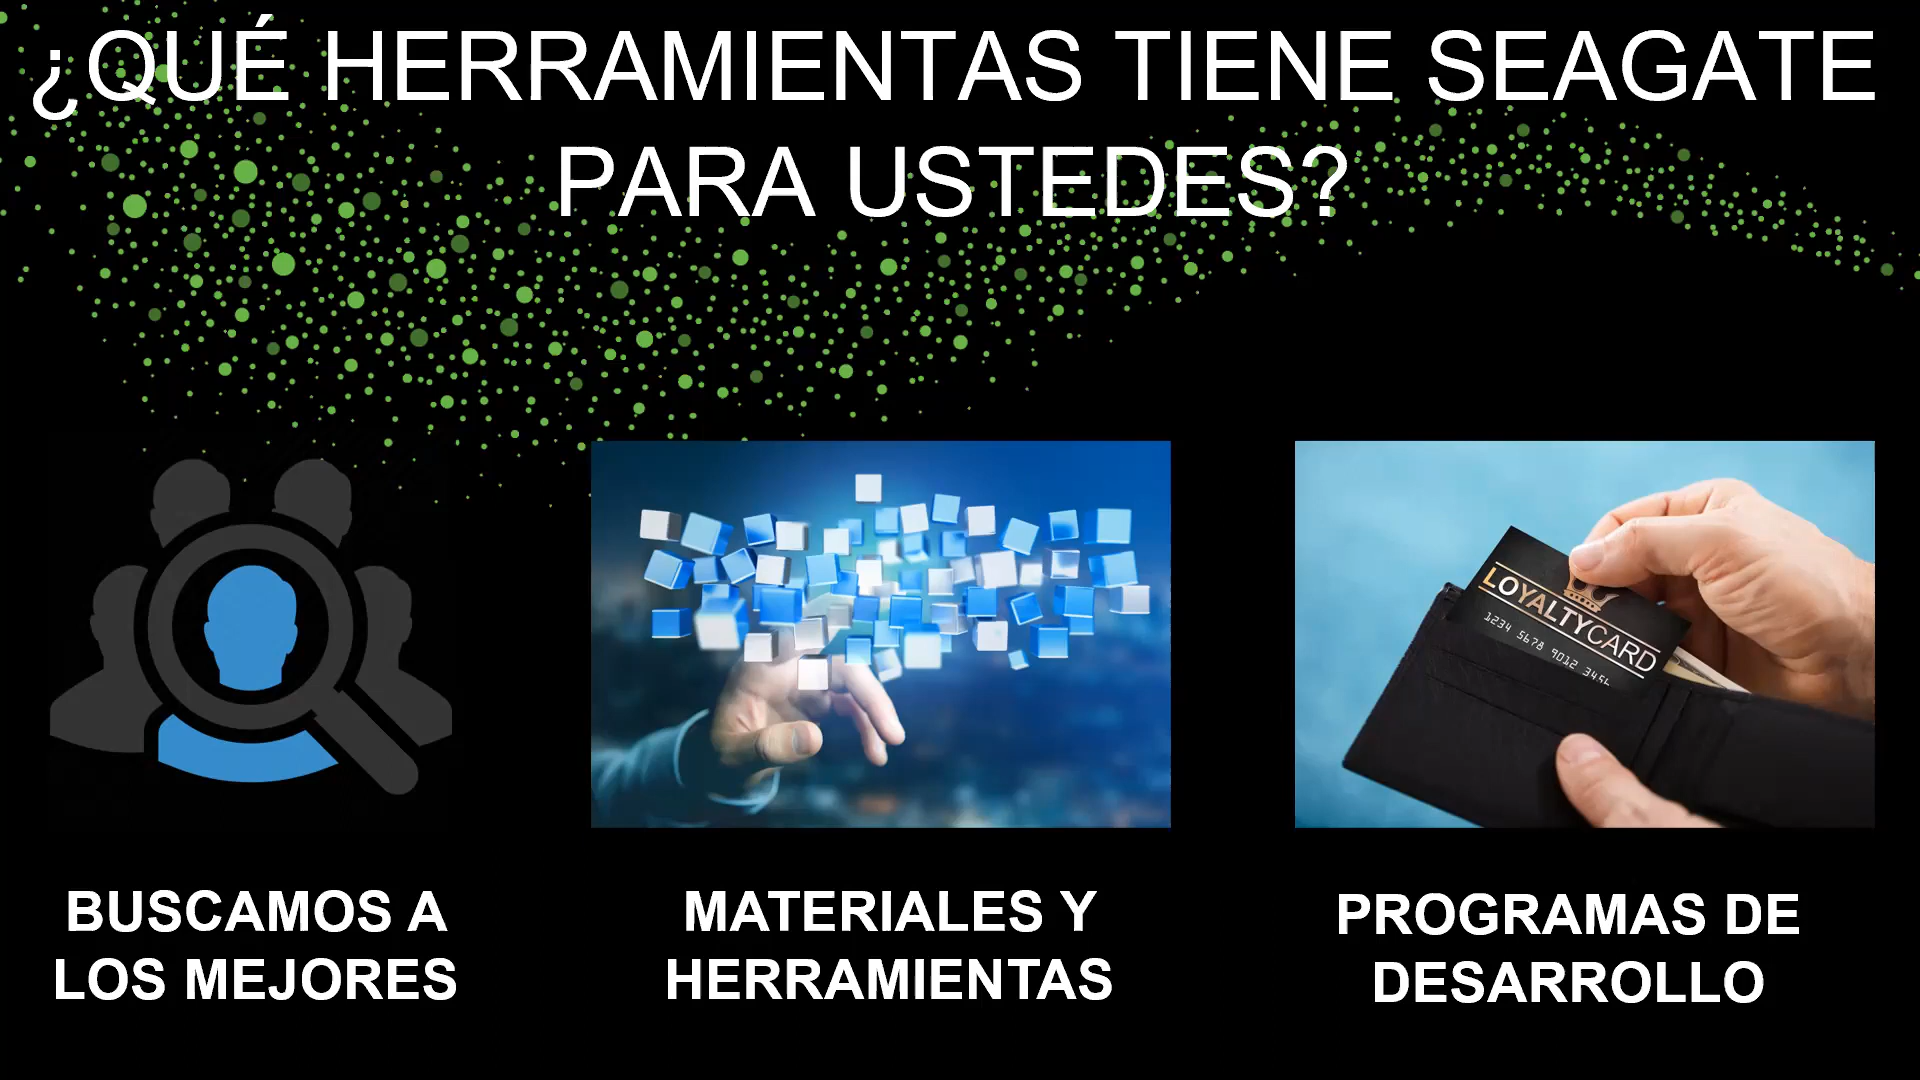 ¿QUÉ HERRAMIENTAS TIENE SEAGATE
PARA USTEDES?
LOYALTYCARD
1234 5678 9012 3456
BUSCAMOS A
LOS MEJORES
MATERIALES Y
HERRAMIENTAS
PROGRAMAS DE
DESARROLLO